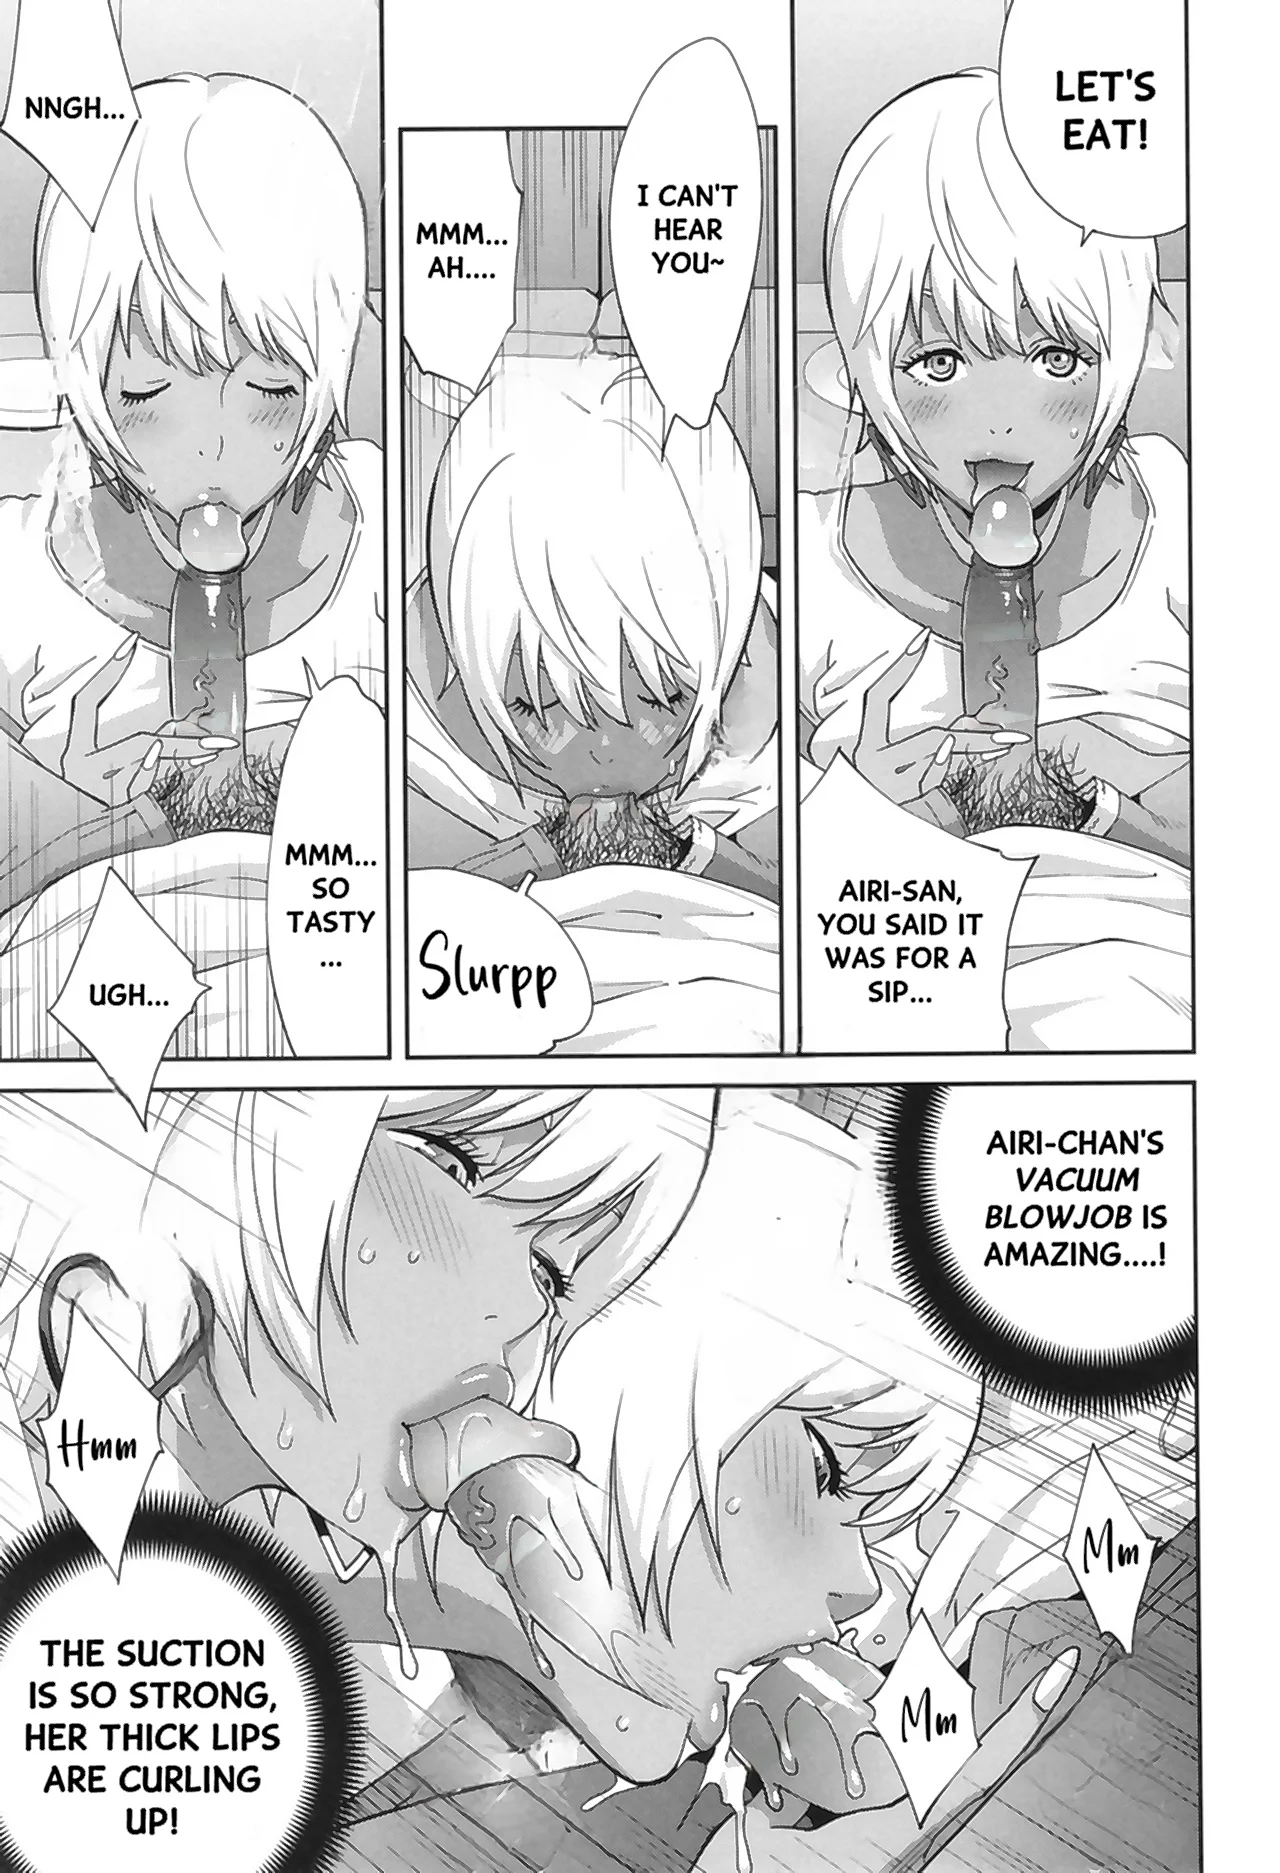 LET'S
EAT!
AIRI-SAN,
YOU SAID IT
WAS FOR A
SIP...
I CAN'T
HEAR
YOU~
MMM...
AH....
Slurpp
NNGH...
MMM...
SO
TASTY
...
UGH...
AIRI-CHAN'S
VACUUM
BLOWJOB IS
AMAZING....!
Hmm
Mm
Mm
THE SUCTION
IS SO STRONG,
HER THICK LIPS
ARE CURLING
UP!